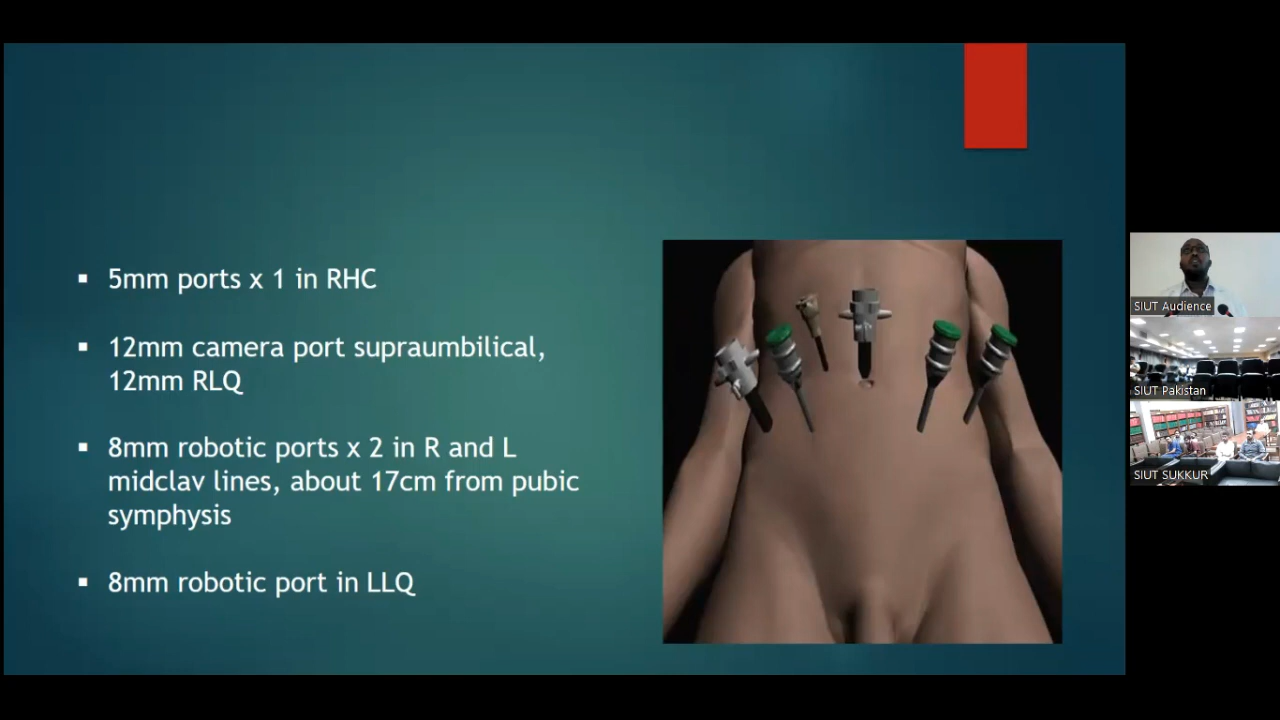 5mm ports x 1 in RHC
12mm camera port supraumbilical,
12mm RLQ
8mm robotic ports x 2 in R and L
midclav lines, about 17cm from pubic
symphysis
8mm robotic port in LLQ
SIUT Audience
SIUT Pakistan
SIUT SUKKUR